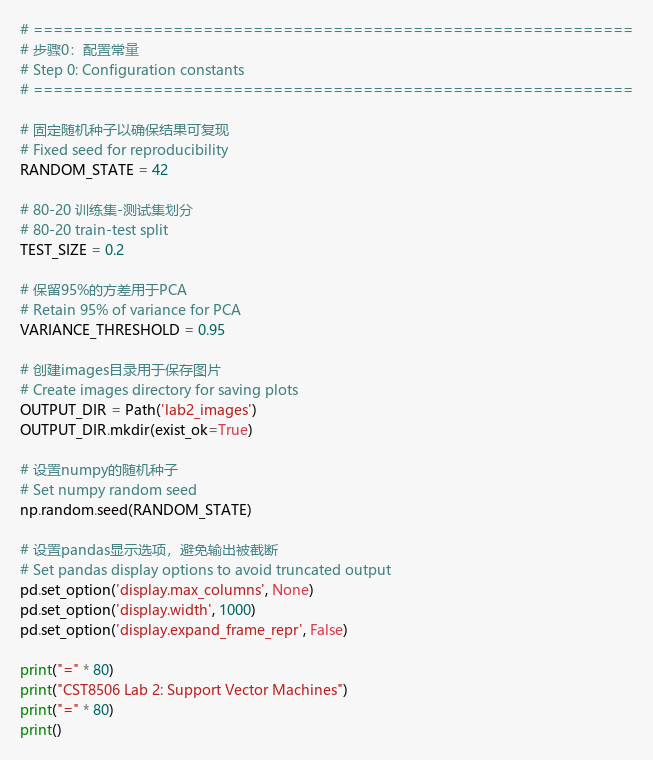 # ============================================================
# 步骤0：配置常量
# Step 0: Configuration constants
# ============================================================
# 固定随机种子以确保结果可复现
# Fixed seed for reproducibility
RANDOM_STATE = 42
# 80-20 训练集-测试集划分
# 80-20 train-test split
TEST_SIZE = 0.2
# 保留95%的方差用于PCA
# Retain 95% of variance for PCA
VARIANCE_THRESHOLD = 0.95
# 创建images目录用于保存图片
# Create images directory for saving plots
OUTPUT_DIR = Path('lab2_images')
OUTPUT_DIR.mkdir(exist_ok=True)
# 设置numpy的随机种子
# Set numpy random seed
np.random.seed(RANDOM_STATE)
# 设置pandas显示选项，避免输出被截断
# Set pandas display options to avoid truncated output
pd.set_option('display.max_columns', None)
pd.set_option('display.width', 1000)
pd.set_option('display.expand_frame_repr', False)
print("=" * 80)
print("CST8506 Lab 2: Support Vector Machines")
print("=" * 80)
print()